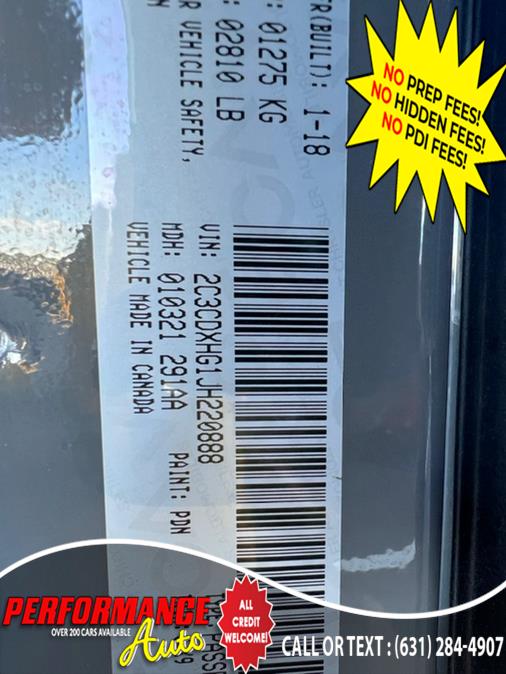 TR(BUILT): 1-18
: 01275 KG
: 02810 LB
R VEHICLE SAFETY,
VIN: 2C3CDXHG1JH220888
MDH: 010321 291AA PAINT: PDN
VEHICLE MADE IN CANADA
NO PREP FEES!
NO HIDDEN FEES!
NO PDI FEES!
PERFORMANCE
OVER 200 CARS AVAILABLE
Auto
ALL
CREDIT
WELCOME!
CALL OR TEXT : (631) 284-4907